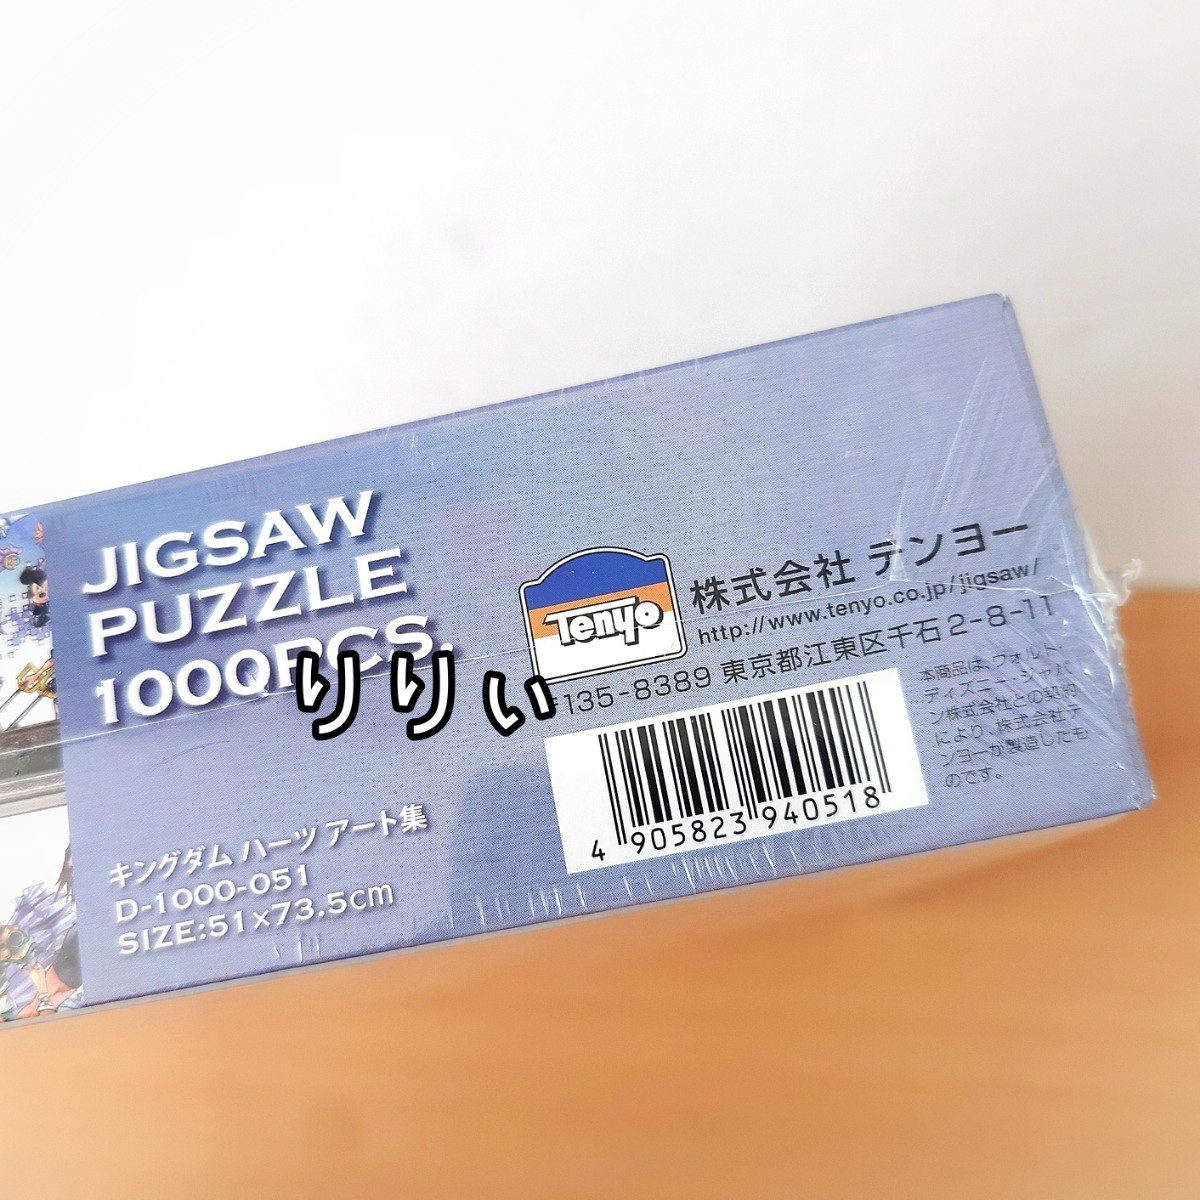 JIGSAW
PUZZLE
1000PCS.
りりぃ
キングダム ハーツ アート集
D-1000-051
SIZE:51×73.5cm
Tenyo
株式会社 テンヨー
http://www.tenyo.co.jp/jigsaw/
〒135-8389 東京都江東区千石2-8-11
4 905823 940518
本商品は、ウォルト・
ディズニー・ジャパ
ン株式会社との契約
により、株式会社テ
ンヨーが製造したも
のです。